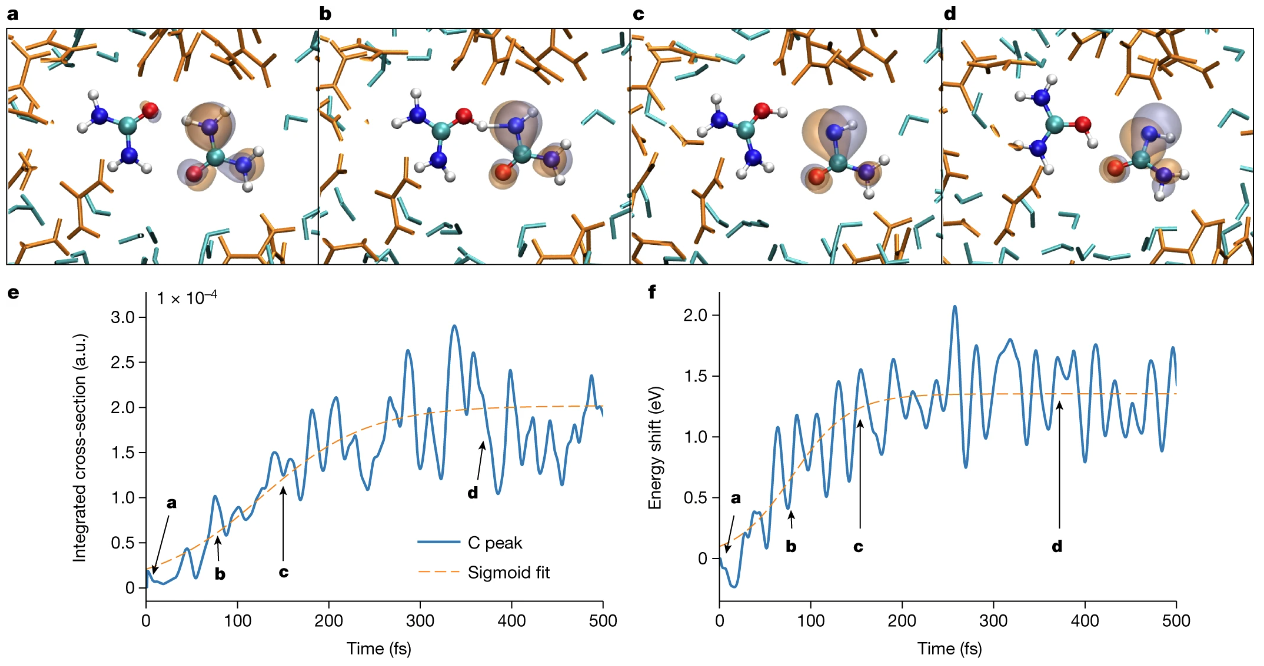 a
b
c
d
e
1 × 10⁻⁴
3.0
2.5
2.0
1.5
1.0
0.5
0
Integrated cross-section (a.u.)
a
b
c
d
C peak
Sigmoid fit
0 100 200 300 400 500
Time (fs)
f
2.0
1.5
1.0
0.5
0
Energy shift (eV)
a
b
c
d
0 100 200 300 400 500
Time (fs)